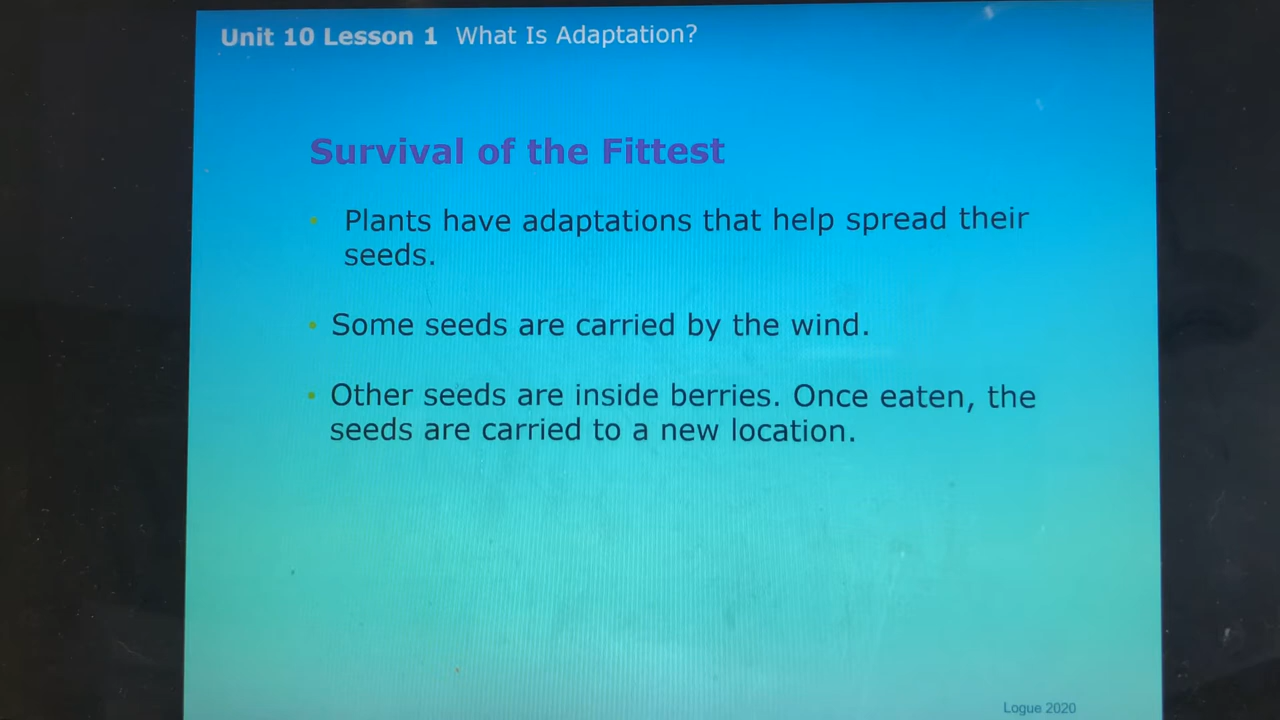 Unit 10 Lesson 1 What Is Adaptation?
Survival of the Fittest
• Plants have adaptations that help spread their
seeds.
• Some seeds are carried by the wind.
• Other seeds are inside berries. Once eaten, the
seeds are carried to a new location.
Logue 2020